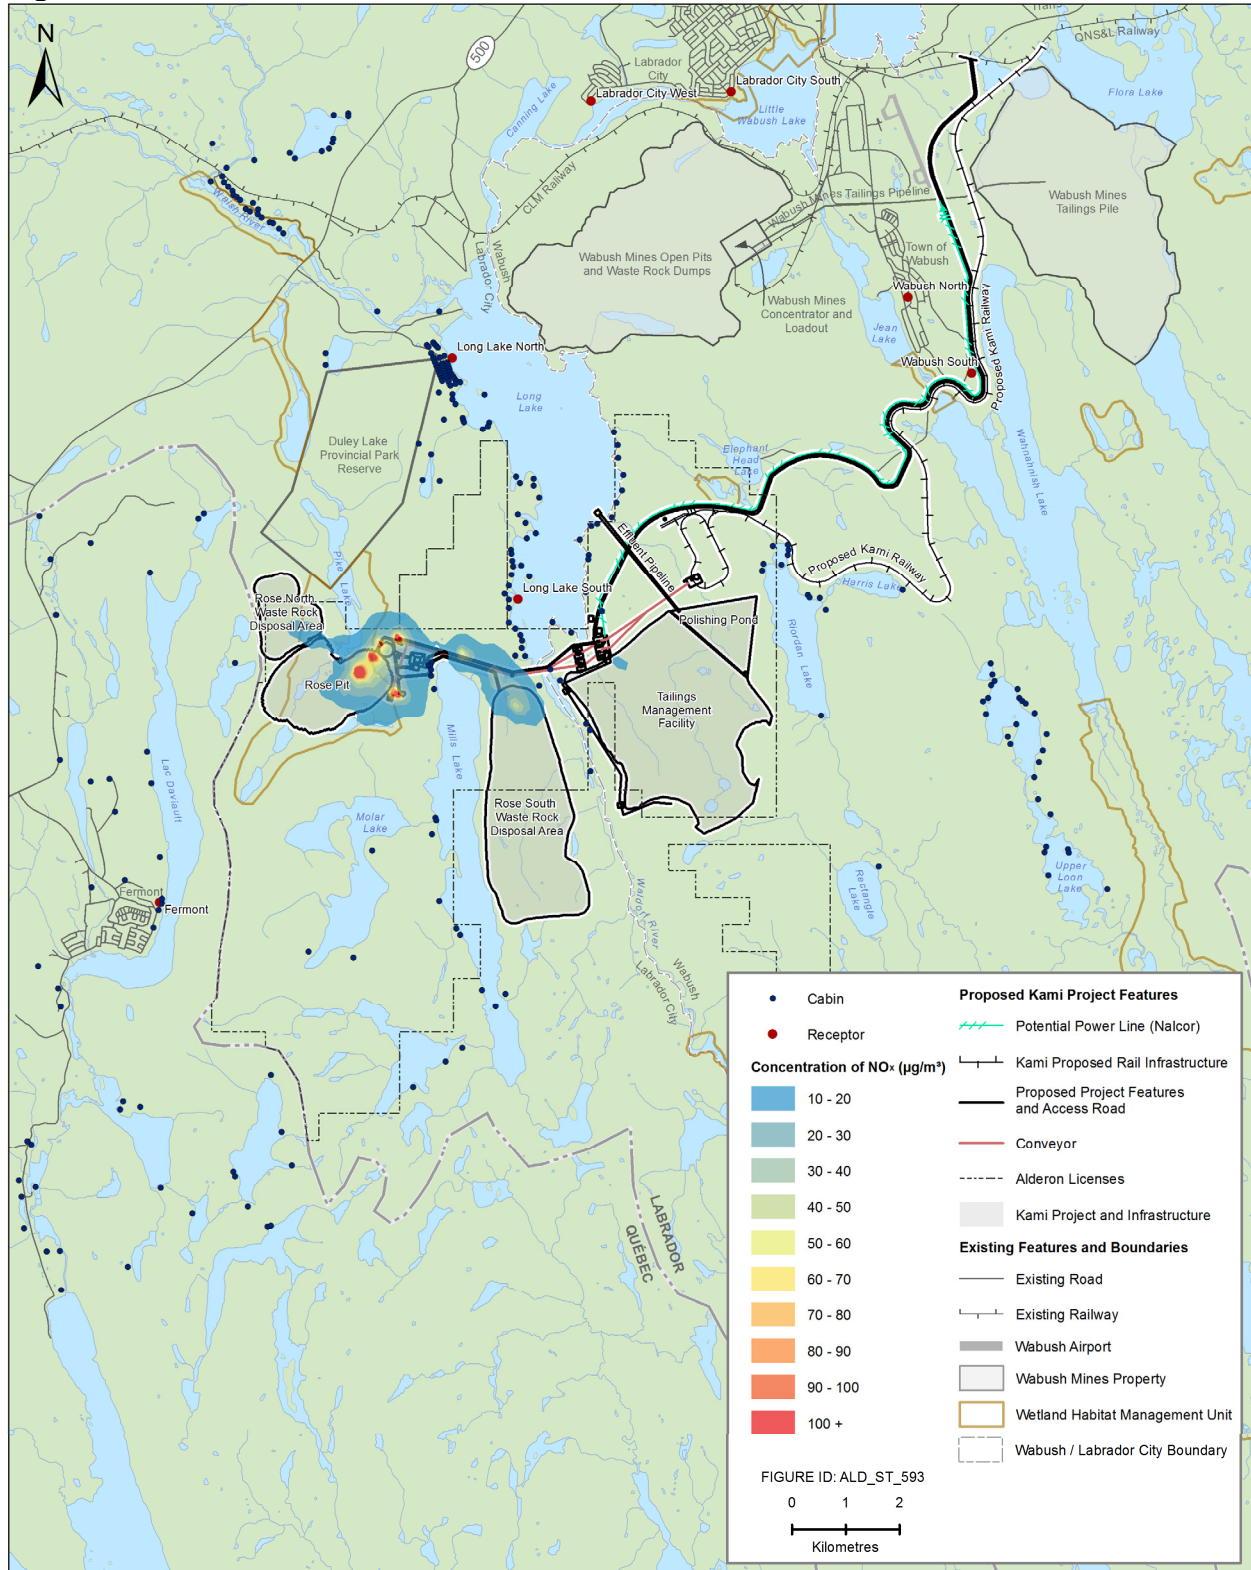 N
500
Trans
QNS&L Railway
Labrador
City
Labrador City South
Labrador City West
Canning Lake
Little
Wabush Lake
Flora Lake
CLM Railway
Wabush Mines Tailings Pipeline
Wabush Mines
Tailings Pile
Walsh River
Wabush
Labrador City
Wabush Mines Open Pits
and Waste Rock Dumps
Town of
Wabush
Wabush North
Wabush Mines
Concentrator and
Loadout
Jean
Lake
Proposed Kami Railway
Long Lake North
Wabush South
Long
Lake
Duley Lake
Provincial Park
Reserve
Elephant
Head
Lake
Wahnahnish Lake
Effluent Pipeline
Proposed Kami Railway
Pike Lake
Harris Lake
Long Lake South
Rose North
Waste Rock
Disposal Area
Polishing Pond
Riordan Lake
Rose Pit
Tailings
Management
Facility
Mills Lake
Lac Daviault
Rose South
Waste Rock
Disposal Area
Molar
Lake
Rectangle
Lake
Upper
Loon
Lake
Fermont
Fermont
Waldorf River
Wabush
Labrador City
LABRADOR
QUÉBEC
Cabin
Receptor
Concentration of NOx (µg/m³)
10 - 20
20 - 30
30 - 40
40 - 50
50 - 60
60 - 70
70 - 80
80 - 90
90 - 100
100 +
Proposed Kami Project Features
Potential Power Line (Nalcor)
Kami Proposed Rail Infrastructure
Proposed Project Features
and Access Road
Conveyor
Alderon Licenses
Kami Project and Infrastructure
Existing Features and Boundaries
Existing Road
Existing Railway
Wabush Airport
Wabush Mines Property
Wetland Habitat Management Unit
Wabush / Labrador City Boundary
FIGURE ID: ALD_ST_593
0 1 2
Kilometres